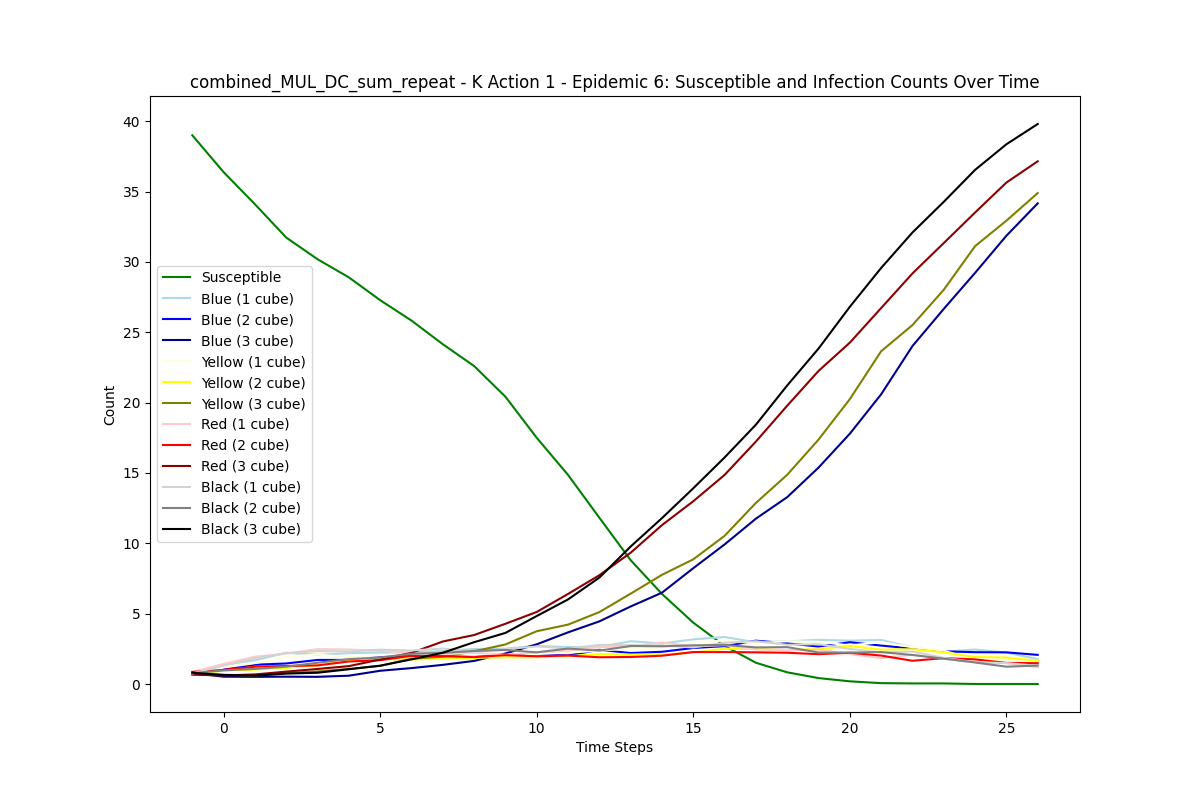 combined_MUL_DC_sum_repeat - K Action 1 - Epidemic 6: Susceptible and Infection Counts Over Time
40
35
30
25
20
15
10
5
0
Count
Susceptible
Blue (1 cube)
Blue (2 cube)
Blue (3 cube)
Yellow (1 cube)
Yellow (2 cube)
Yellow (3 cube)
Red (1 cube)
Red (2 cube)
Red (3 cube)
Black (1 cube)
Black (2 cube)
Black (3 cube)
0 5 10 15 20 25
Time Steps